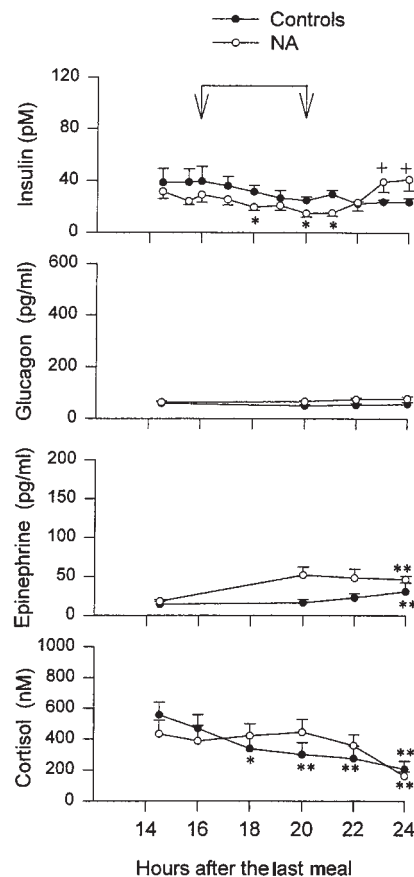 Controls
NA
Insulin (pM)
120
80
40
0
+ +
* * *
Glucagon (pg/ml)
600
400
200
0
Epinephrine (pg/ml)
200
150
100
50
0
**
**
Cortisol (nM)
1000
800
600
400
200
0
* ** ** **
**
14 16 18 20 22 24
Hours after the last meal